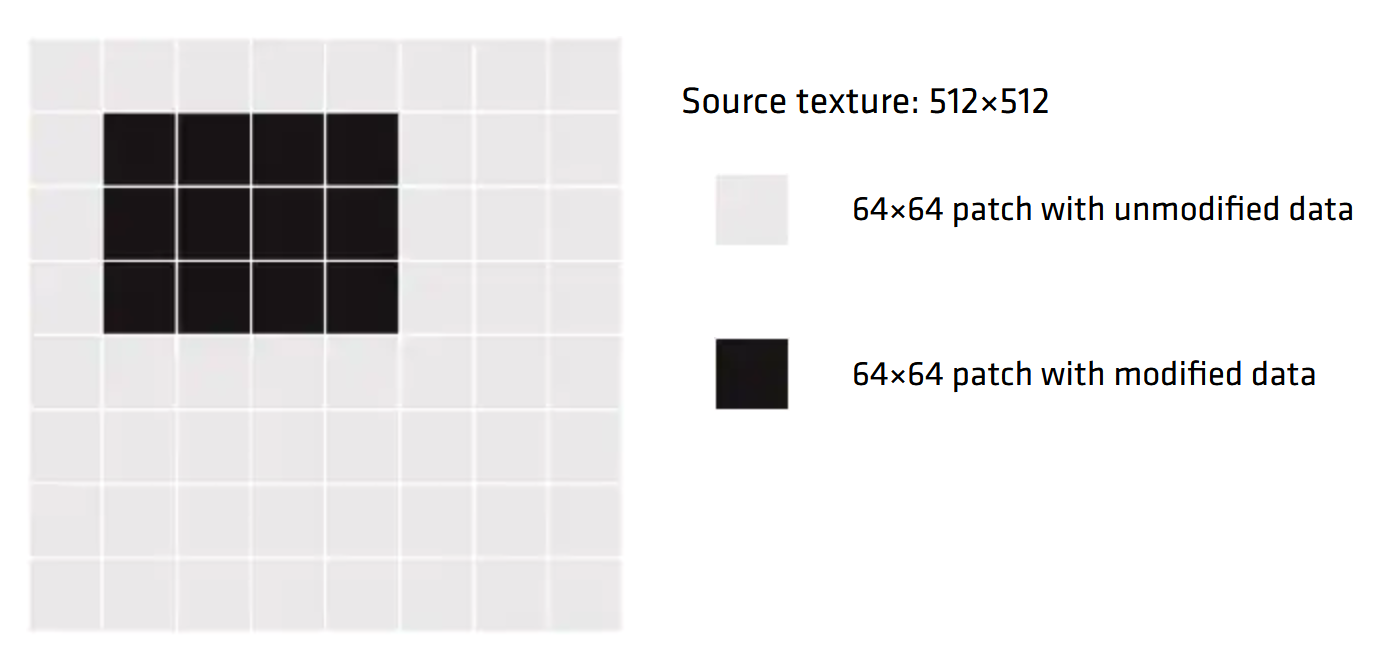 Source texture: 512×512
64×64 patch with unmodified data
64×64 patch with modified data